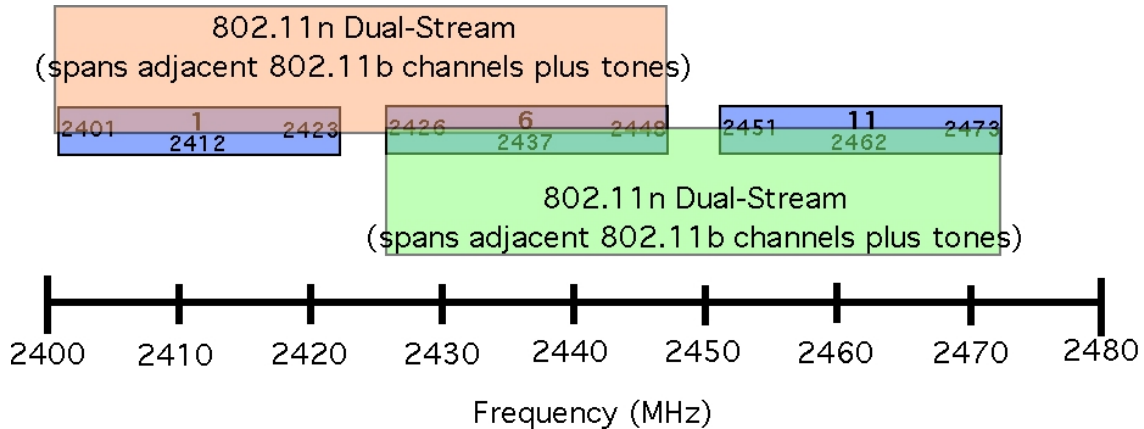 802.11n Dual-Stream
(spans adjacent 802.11b channels plus tones)
2401 1 2423
2412
2426 6 2448
2437
2451 11 2473
2462
802.11n Dual-Stream
(spans adjacent 802.11b channels plus tones)
2400 2410 2420 2430 2440 2450 2460 2470 2480
Frequency (MHz)